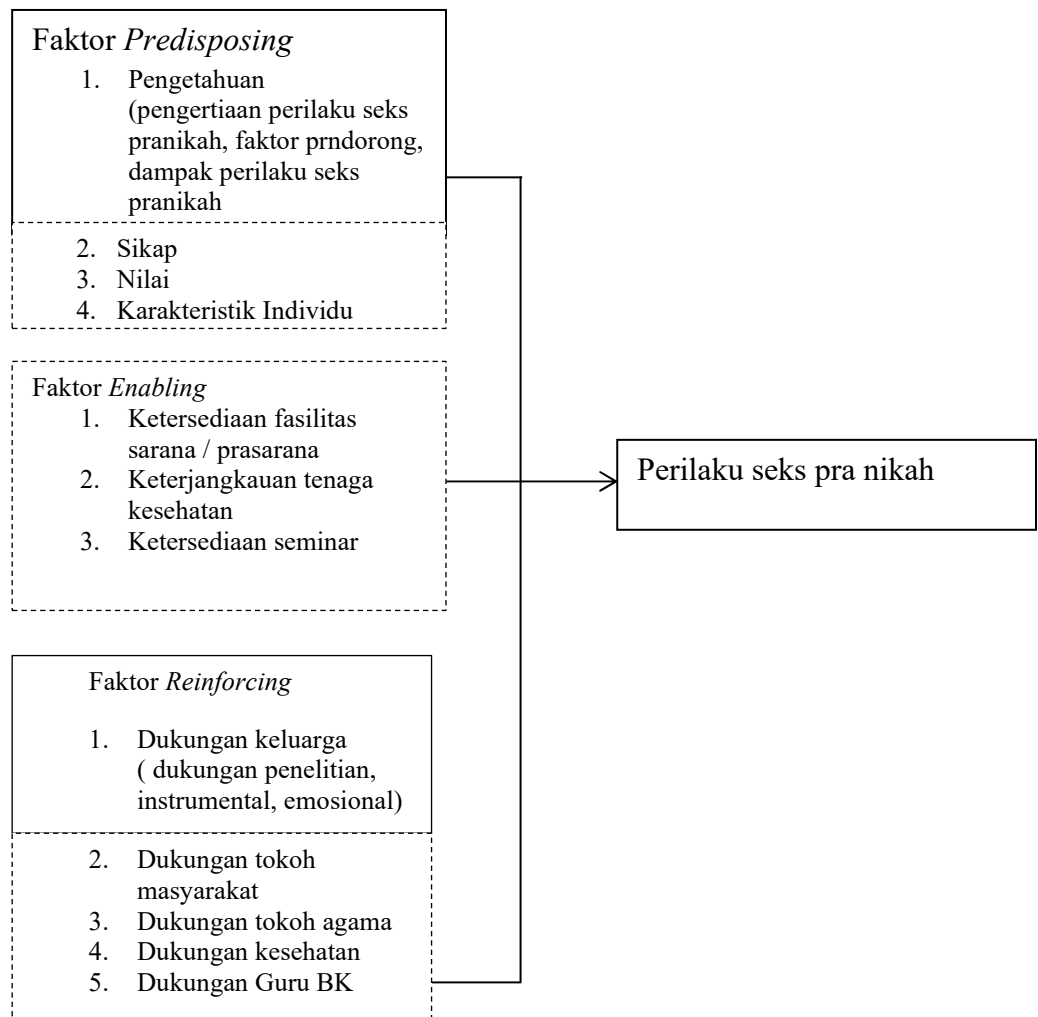 Faktor Predisposing
1. Pengetahuan
(pengertiaan perilaku seks
pranikah, faktor prndorong,
dampak perilaku seks
pranikah
2. Sikap
3. Nilai
4. Karakteristik Individu
Faktor Enabling
1. Ketersediaan fasilitas
sarana / prasarana
2. Keterjangkauan tenaga
kesehatan
3. Ketersediaan seminar
Perilaku seks pra nikah
Faktor Reinforcing
1. Dukungan keluarga
( dukungan penelitian,
instrumental, emosional)
2. Dukungan tokoh
masyarakat
3. Dukungan tokoh agama
4. Dukungan kesehatan
5. Dukungan Guru BK